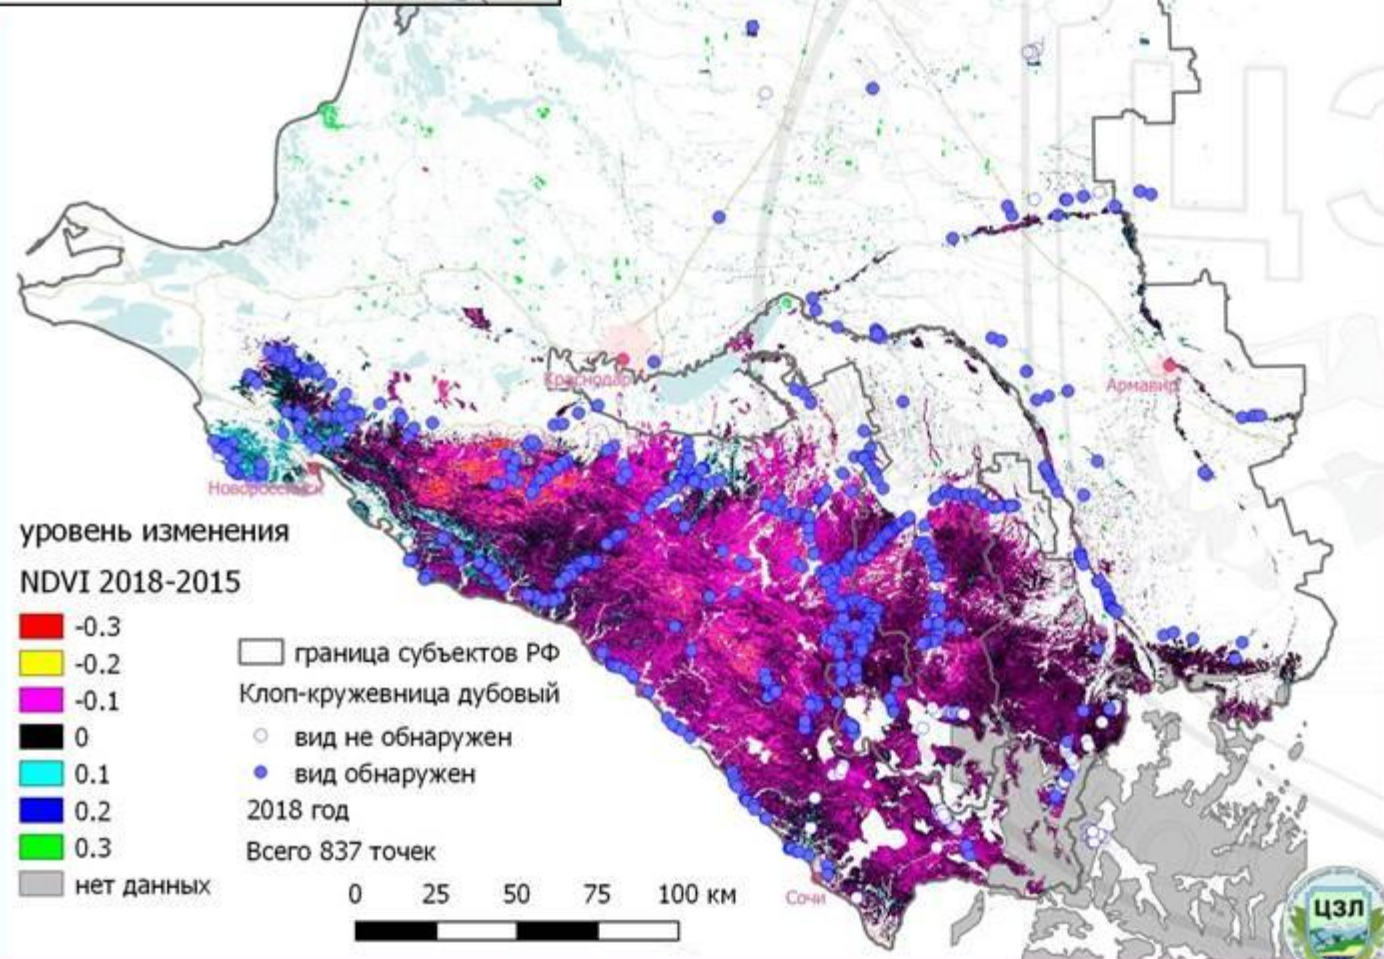 Краснодар
Армавир
Новороссийск
уровень изменения
NDVI 2018-2015
-0.3
-0.2
-0.1
0
0.1
0.2
0.3
нет данных
граница субъектов РФ
Клоп-кружевница дубовый
вид не обнаружен
вид обнаружен
2018 год
Всего 837 точек
0 25 50 75 100 км
Сочи
ЦЗЛ